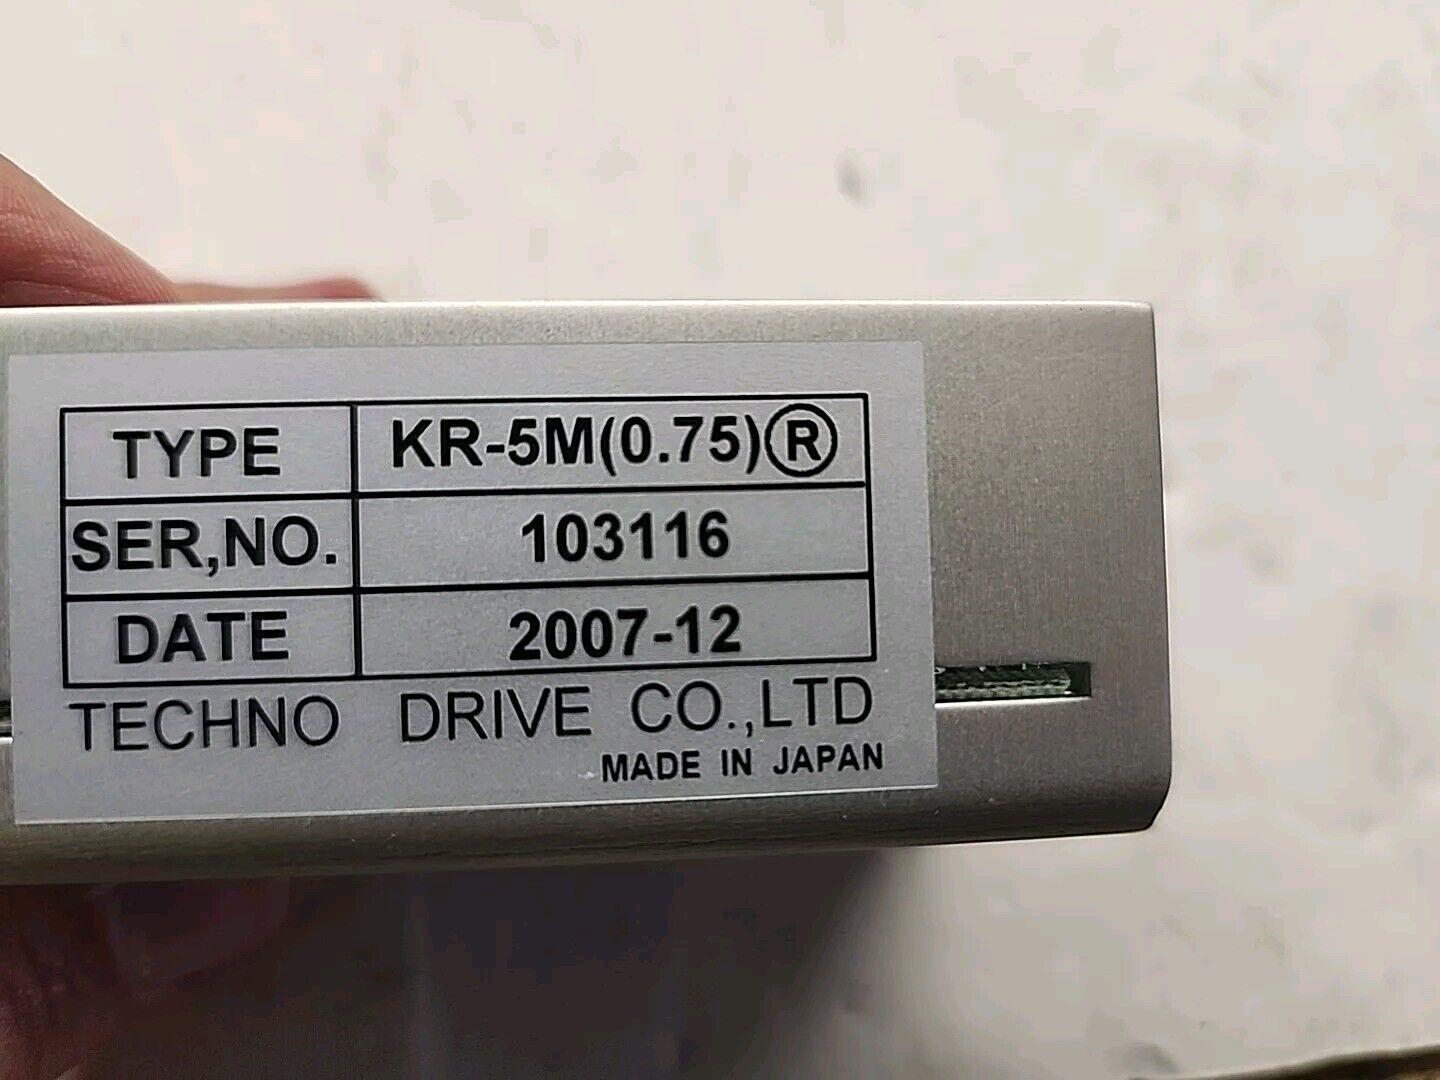 TYPE KR-5M(0.75)Ⓡ
SER,NO. 103116
DATE 2007-12
TECHNO DRIVE CO.,LTD
MADE IN JAPAN